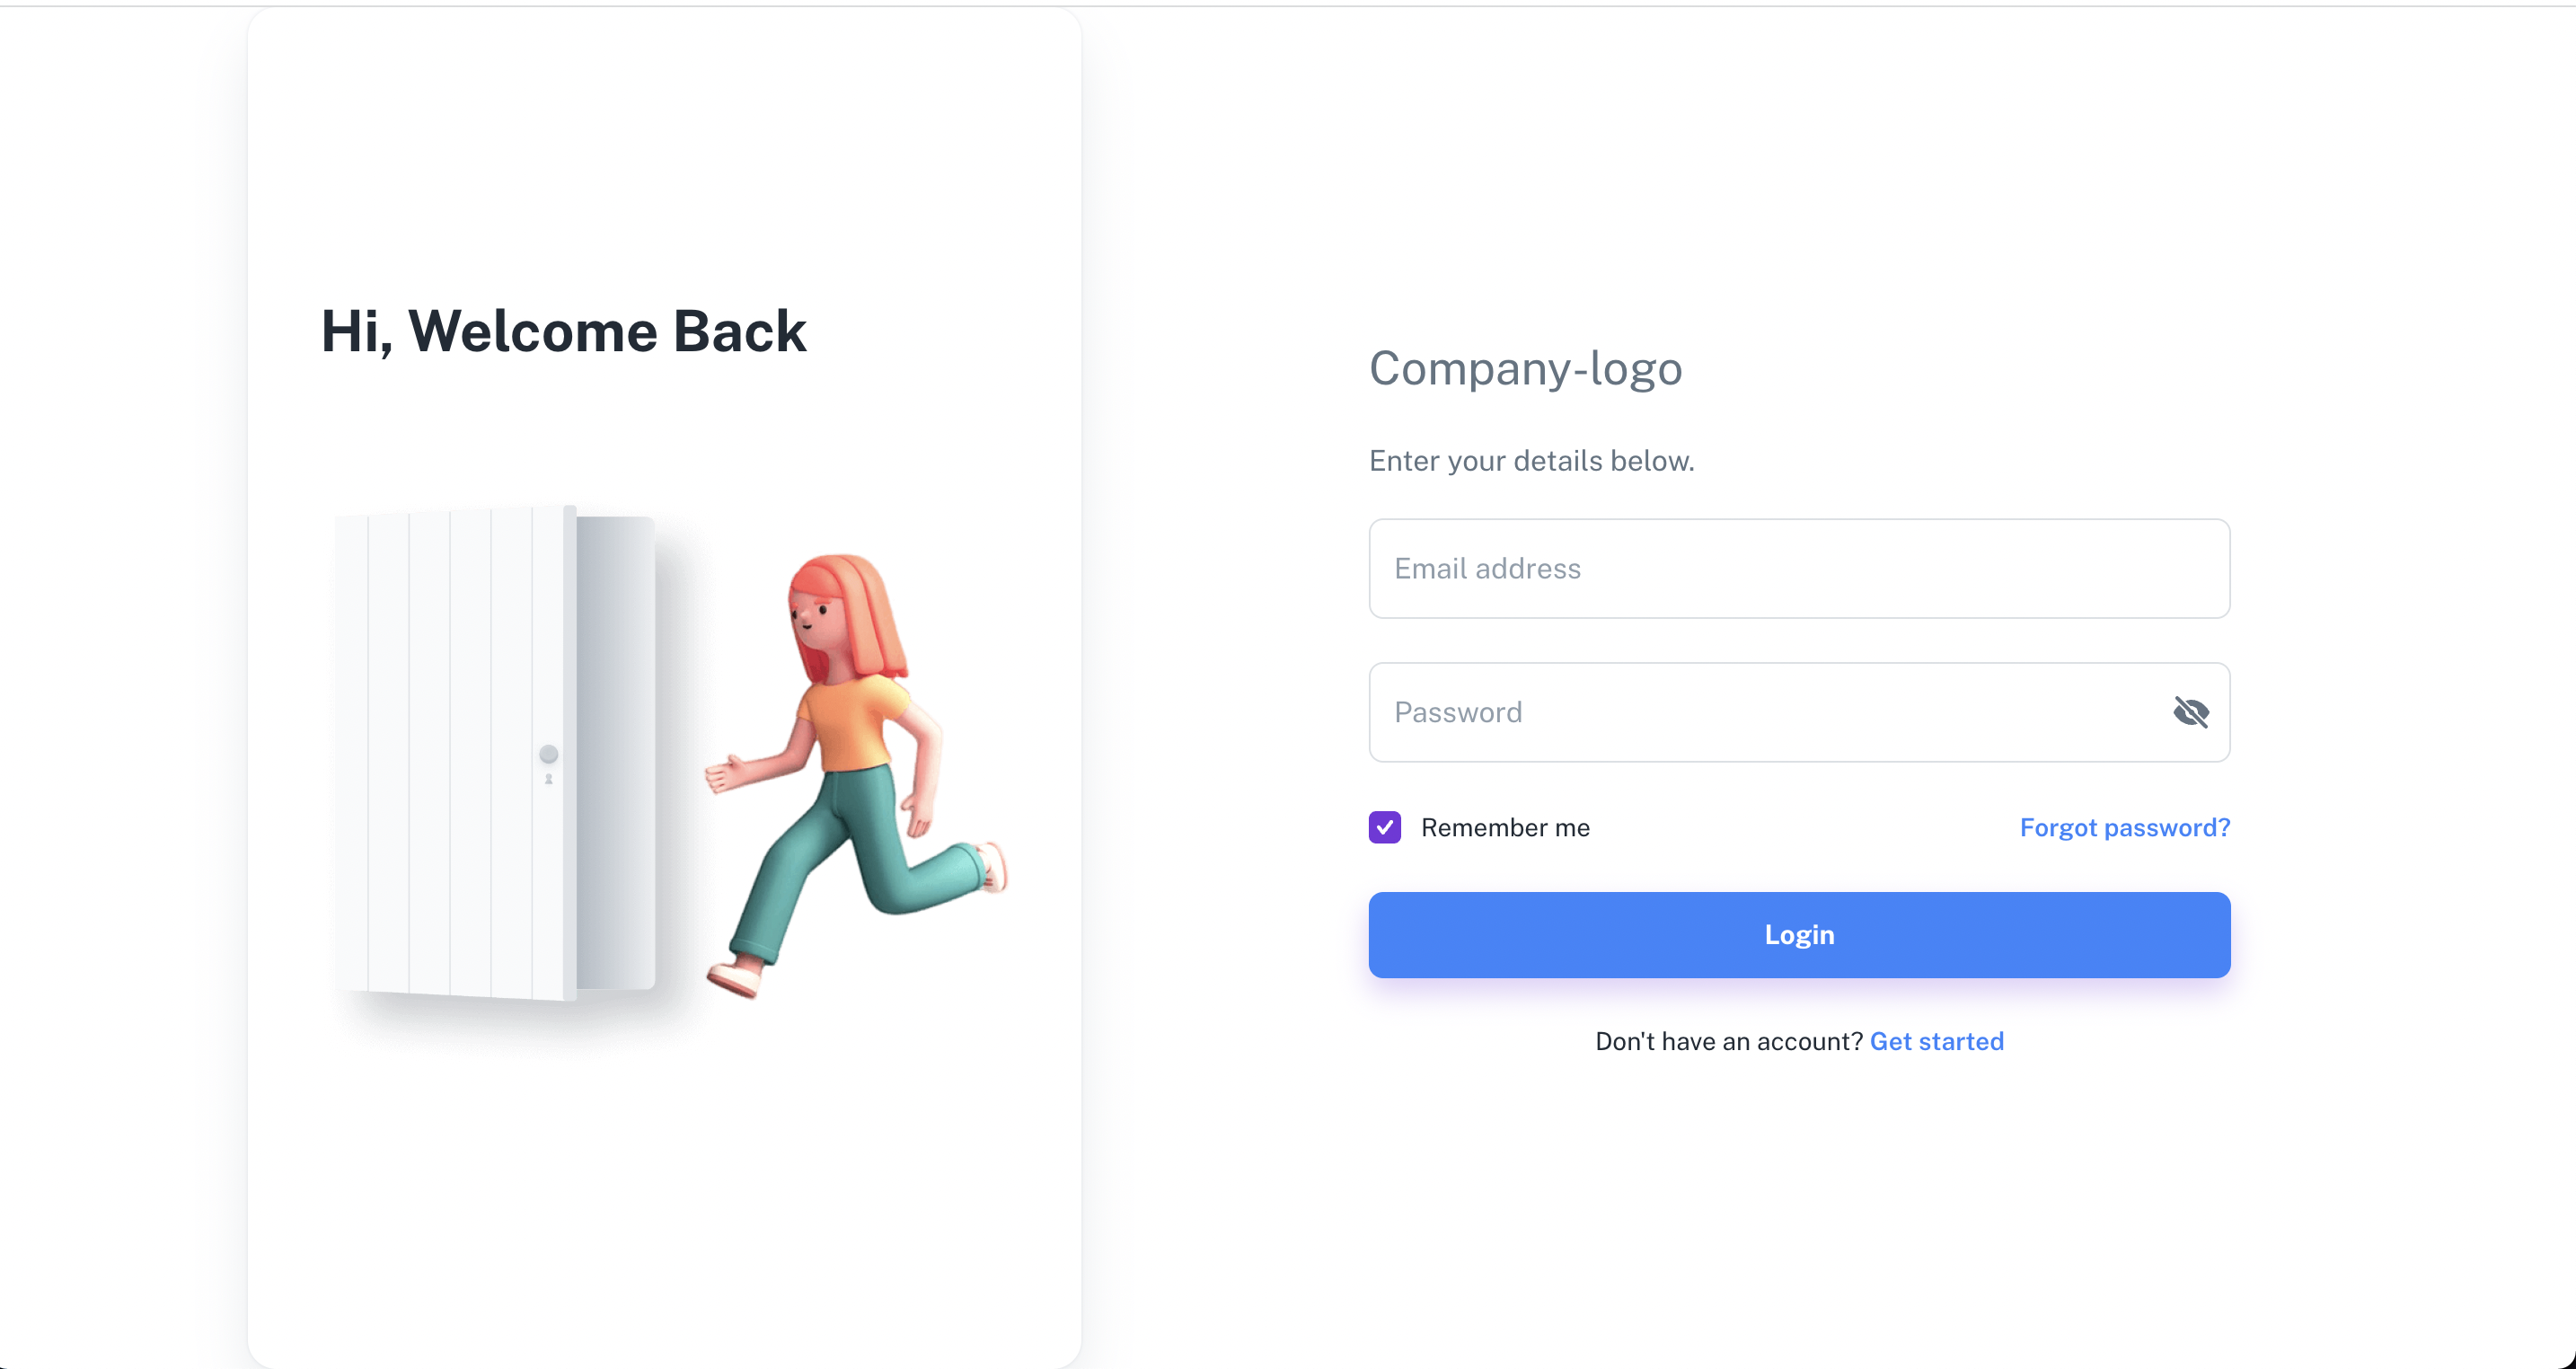 Hi, Welcome Back
Company-logo
Enter your details below.
Email address
Password
Remember me
Forgot password?
Login
Don't have an account? Get started